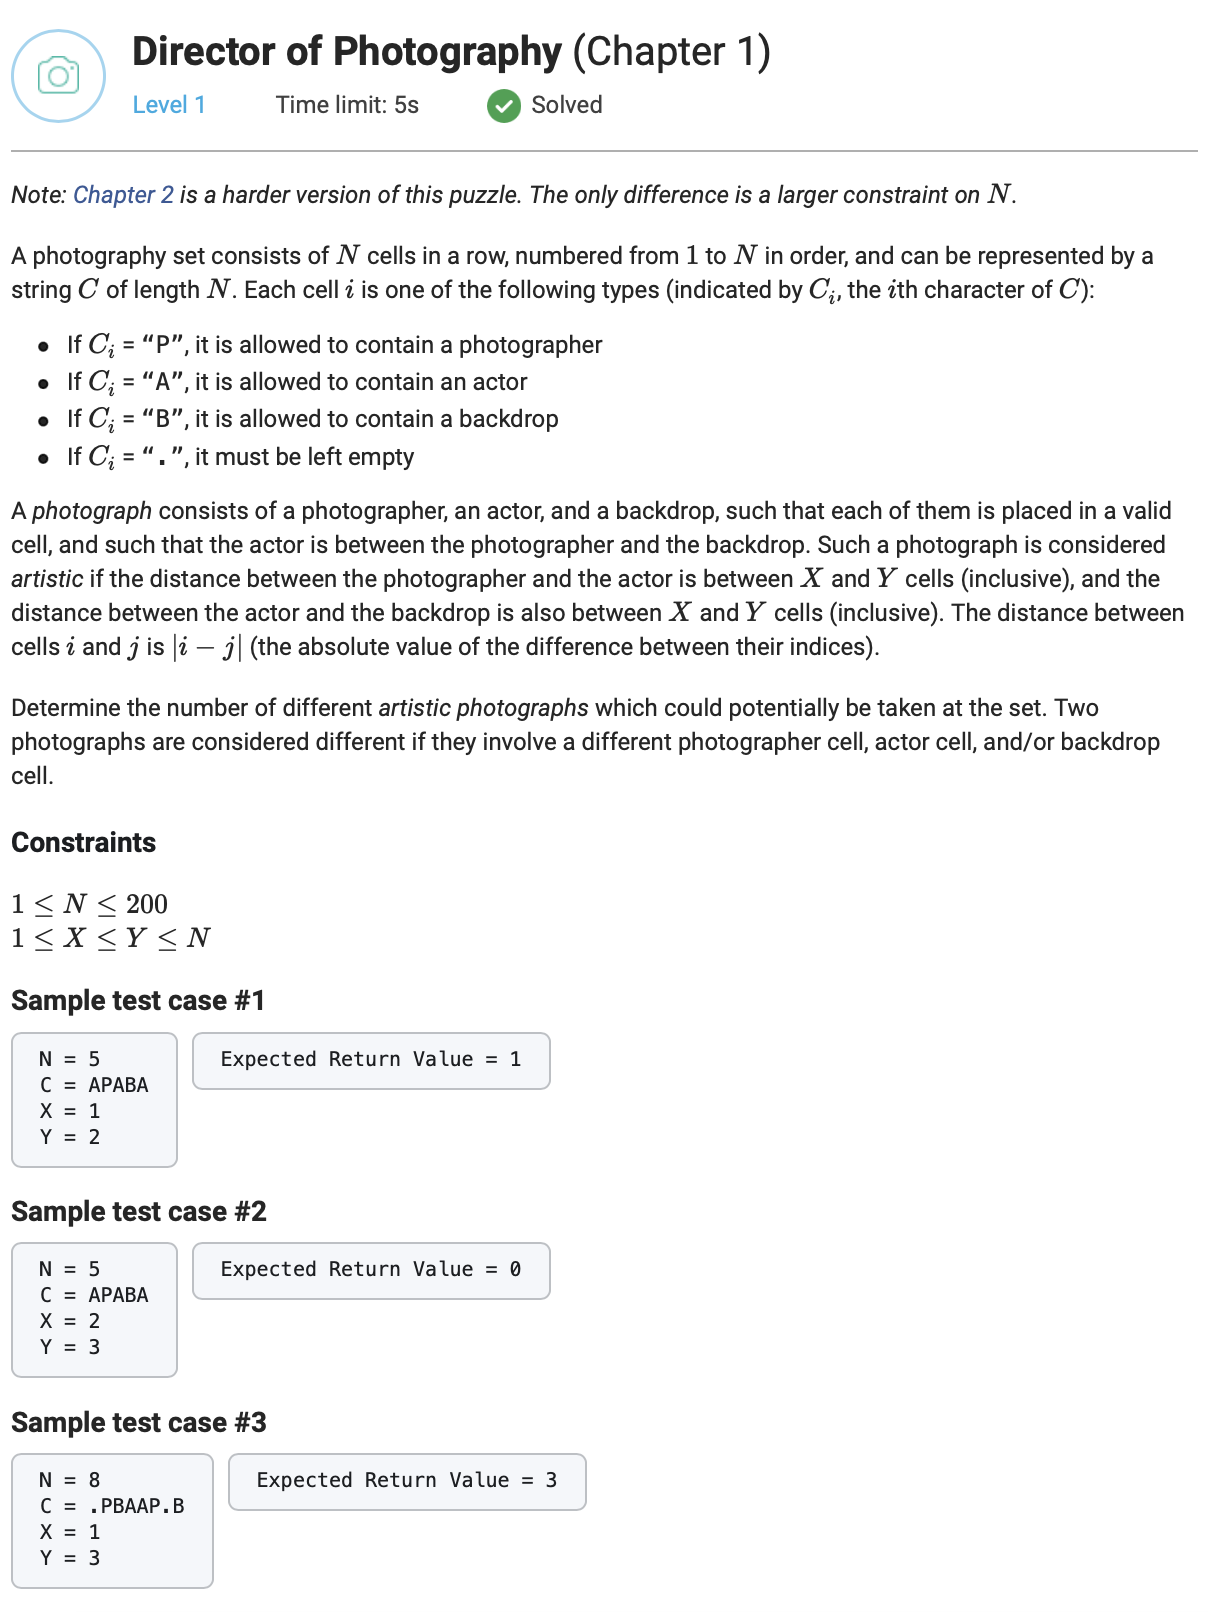 Director of Photography (Chapter 1)
Level 1 Time limit: 5s Solved
Note: Chapter 2 is a harder version of this puzzle. The only difference is a larger constraint on N.
A photography set consists of N cells in a row, numbered from 1 to N in order, and can be represented by a
string C of length N. Each cell i is one of the following types (indicated by Cᵢ, the ith character of C):
• If Cᵢ = “P”, it is allowed to contain a photographer
• If Cᵢ = “A”, it is allowed to contain an actor
• If Cᵢ = “B”, it is allowed to contain a backdrop
• If Cᵢ = “.”, it must be left empty
A photograph consists of a photographer, an actor, and a backdrop, such that each of them is placed in a valid
cell, and such that the actor is between the photographer and the backdrop. Such a photograph is considered
artistic if the distance between the photographer and the actor is between X and Y cells (inclusive), and the
distance between the actor and the backdrop is also between X and Y cells (inclusive). The distance between
cells i and j is |i − j| (the absolute value of the difference between their indices).
Determine the number of different artistic photographs which could potentially be taken at the set. Two
photographs are considered different if they involve a different photographer cell, actor cell, and/or backdrop
cell.
Constraints
1 ≤ N ≤ 200
1 ≤ X ≤ Y ≤ N
Sample test case #1
N = 5
C = APABA
X = 1
Y = 2
Expected Return Value = 1
Sample test case #2
N = 5
C = APABA
X = 2
Y = 3
Expected Return Value = 0
Sample test case #3
N = 8
C = .PBAAP.B
X = 1
Y = 3
Expected Return Value = 3